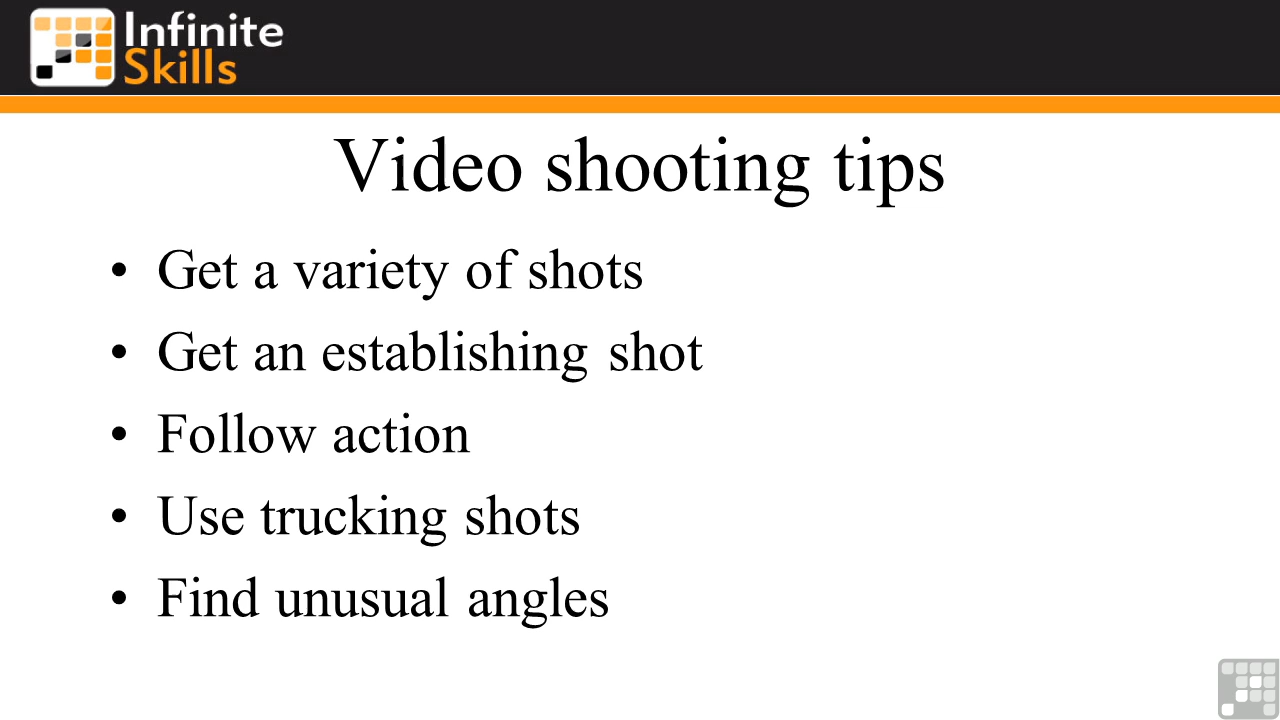 Infinite
Skills
Video shooting tips
• Get a variety of shots
• Get an establishing shot
• Follow action
• Use trucking shots
• Find unusual angles